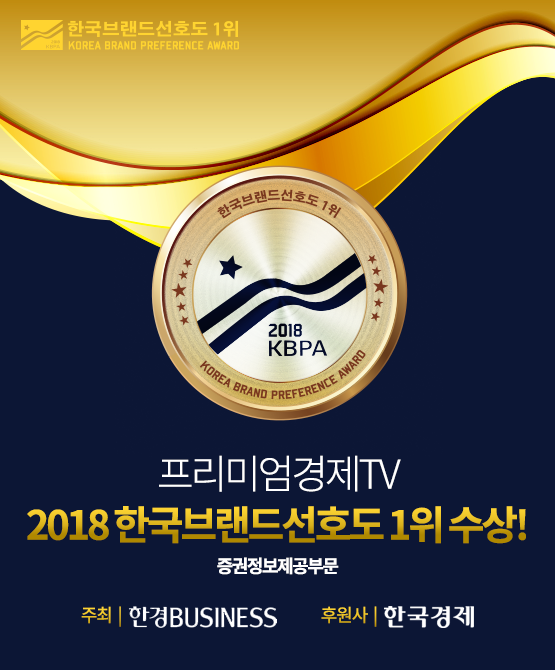 한국브랜드선호도 1위
KOREA BRAND PREFERENCE AWARD
한국브랜드선호도 1위
2018
KBPA
KOREA BRAND PREFERENCE AWARD
프리미엄경제TV
2018 한국브랜드선호도 1위 수상!
증권정보제공부문
주최 | 한경BUSINESS 후원사 | 한국경제